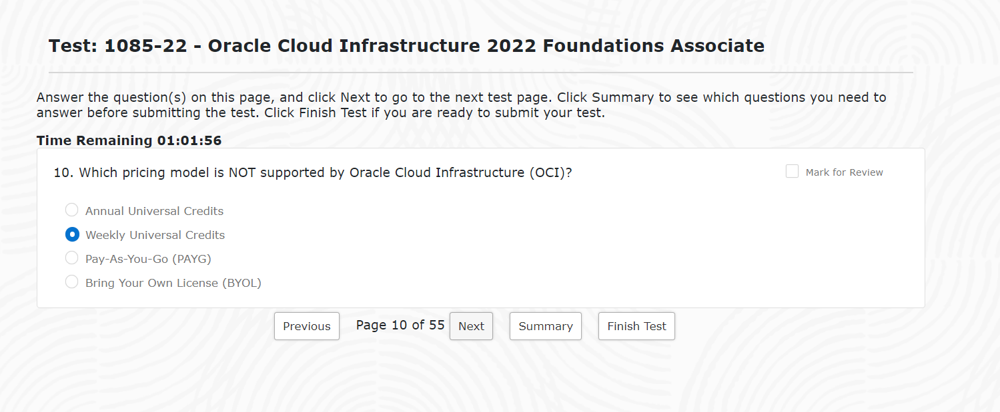 Test: 1085-22 - Oracle Cloud Infrastructure 2022 Foundations Associate
Answer the question(s) on this page, and click Next to go to the next test page. Click Summary to see which questions you need to
answer before submitting the test. Click Finish Test if you are ready to submit your test.
Time Remaining 01:01:56
10. Which pricing model is NOT supported by Oracle Cloud Infrastructure (OCI)?
Mark for Review
Annual Universal Credits
Weekly Universal Credits
Pay-As-You-Go (PAYG)
Bring Your Own License (BYOL)
Previous Page 10 of 55 Next Summary Finish Test